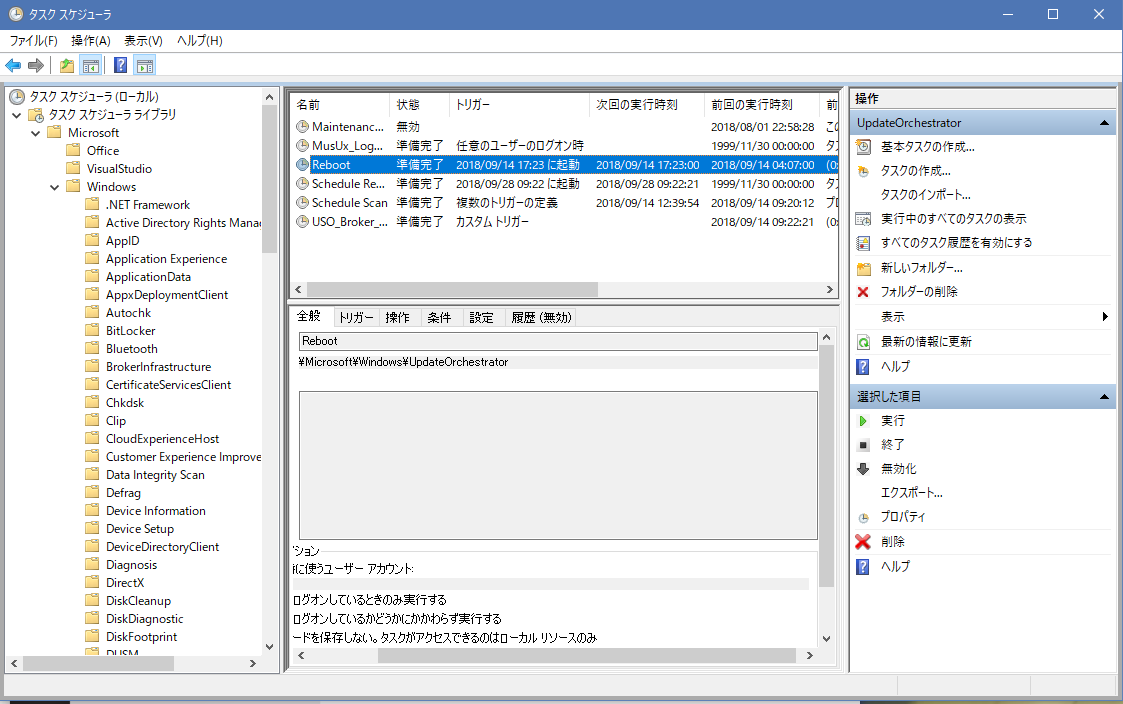 タスク スケジューラ
ファイル(F) 操作(A) 表示(V) ヘルプ(H)
タスク スケジューラ (ローカル)
タスク スケジューラ ライブラリ
Microsoft
Office
VisualStudio
Windows
.NET Framework
Active Directory Rights Mana
AppID
Application Experience
ApplicationData
AppxDeploymentClient
Autochk
BitLocker
Bluetooth
BrokerInfrastructure
CertificateServicesClient
Chkdsk
Clip
CloudExperienceHost
Customer Experience Improve
Data Integrity Scan
Defrag
Device Information
Device Setup
DeviceDirectoryClient
Diagnosis
DirectX
DiskCleanup
DiskDiagnostic
DiskFootprint
DUSM
名前 状態 トリガー 次回の実行時刻 前回の実行時刻 前
Maintenanc... 無効 2018/08/01 22:58:28 この
MusUx_Log... 準備完了 任意のユーザーのログオン時 1999/11/30 00:00:00 タス
Reboot 準備完了 2018/09/14 17:23 に起動 2018/09/14 17:23:00 2018/09/14 04:07:00 (0x
Schedule Re... 準備完了 2018/09/28 09:22 に起動 2018/09/28 09:22:21 1999/11/30 00:00:00 タス
Schedule Scan 準備完了 複数のトリガーの定義 2018/09/14 12:39:54 2018/09/14 09:20:12 プロ
USO_Broker_... 準備完了 カスタム トリガー 2018/09/14 09:22:21 (0x
全般 トリガー 操作 条件 設定 履歴 (無効)
Reboot
¥Microsoft¥Windows¥UpdateOrchestrator
ション
に使うユーザー アカウント:
ログオンしているときのみ実行する
ログオンしているかどうかにかかわらず実行する
ードを保存しない。タスクがアクセスできるのはローカル リソースのみ
操作
UpdateOrchestrator
基本タスクの作成...
タスクの作成...
タスクのインポート...
実行中のすべてのタスクの表示
すべてのタスク履歴を有効にする
新しいフォルダー...
フォルダーの削除
表示
最新の情報に更新
ヘルプ
選択した項目
実行
終了
無効化
エクスポート...
プロパティ
削除
ヘルプ